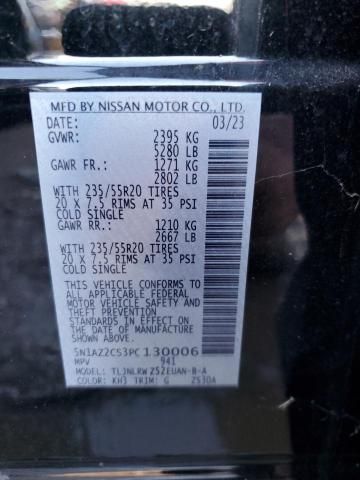 MFD BY NISSAN MOTOR CO., LTD.
DATE: 03/23
GVWR: 2395 KG
5280 LB
GAWR FR.: 1271 KG
2802 LB
WITH 235/55R20 TIRES
20 X 7.5 RIMS AT 35 PSI
COLD SINGLE
GAWR RR.: 1210 KG
2667 LB
WITH 235/55R20 TIRES
20 X 7.5 RIMS AT 35 PSI
COLD SINGLE
THIS VEHICLE CONFORMS TO
ALL APPLICABLE FEDERAL
MOTOR VEHICLE SAFETY AND
THEFT PREVENTION
STANDARDS IN EFFECT ON
THE DATE OF MANUFACTURE
SHOWN ABOVE.
5N1AZ2CS3PC130006
MPV 941
TLJNLRW Z52EUAN-B-A
COLOR: KH3 TRIM: G Z530A